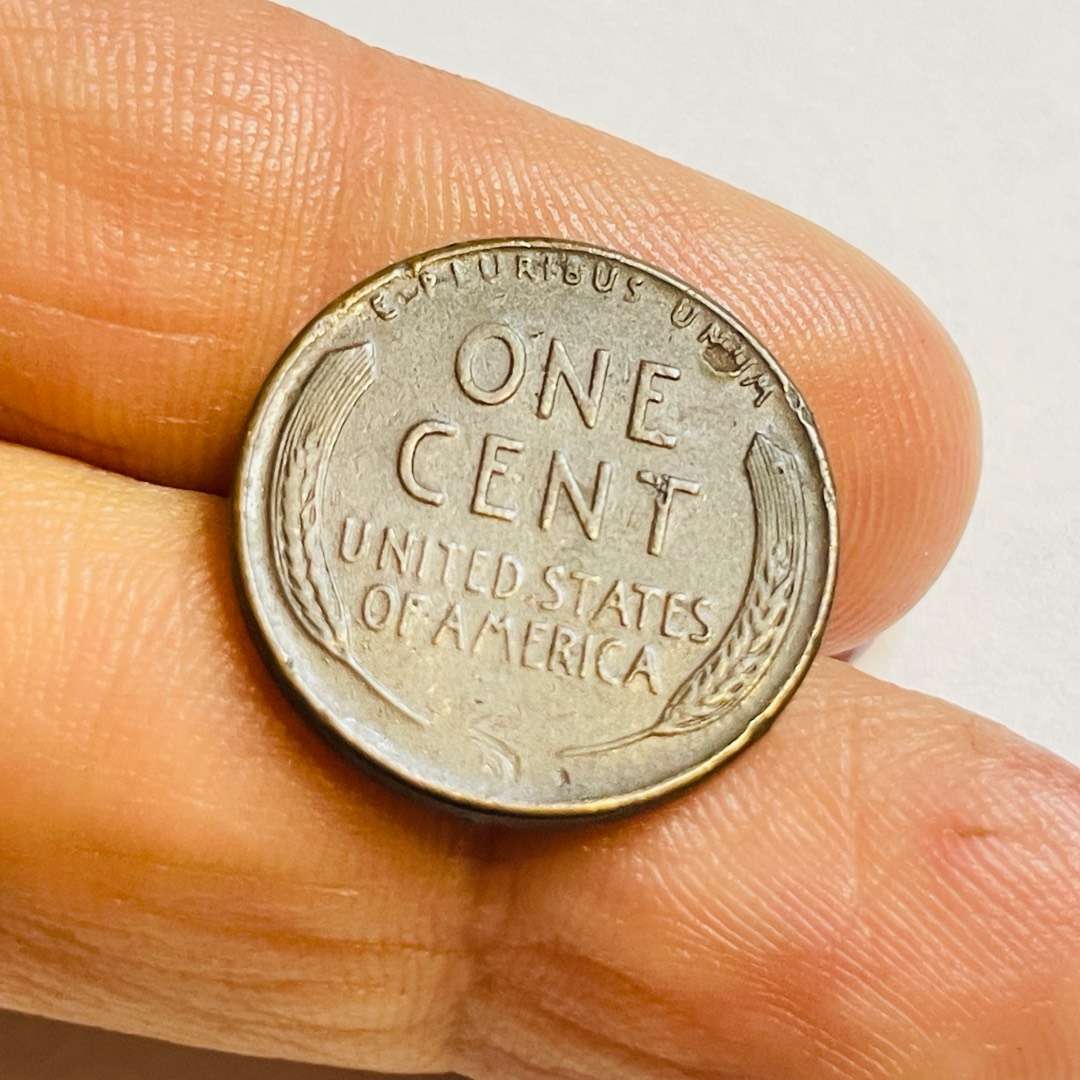 E·PLURIBUS UNUM
ONE
CENT
UNITED STATES
OF AMERICA